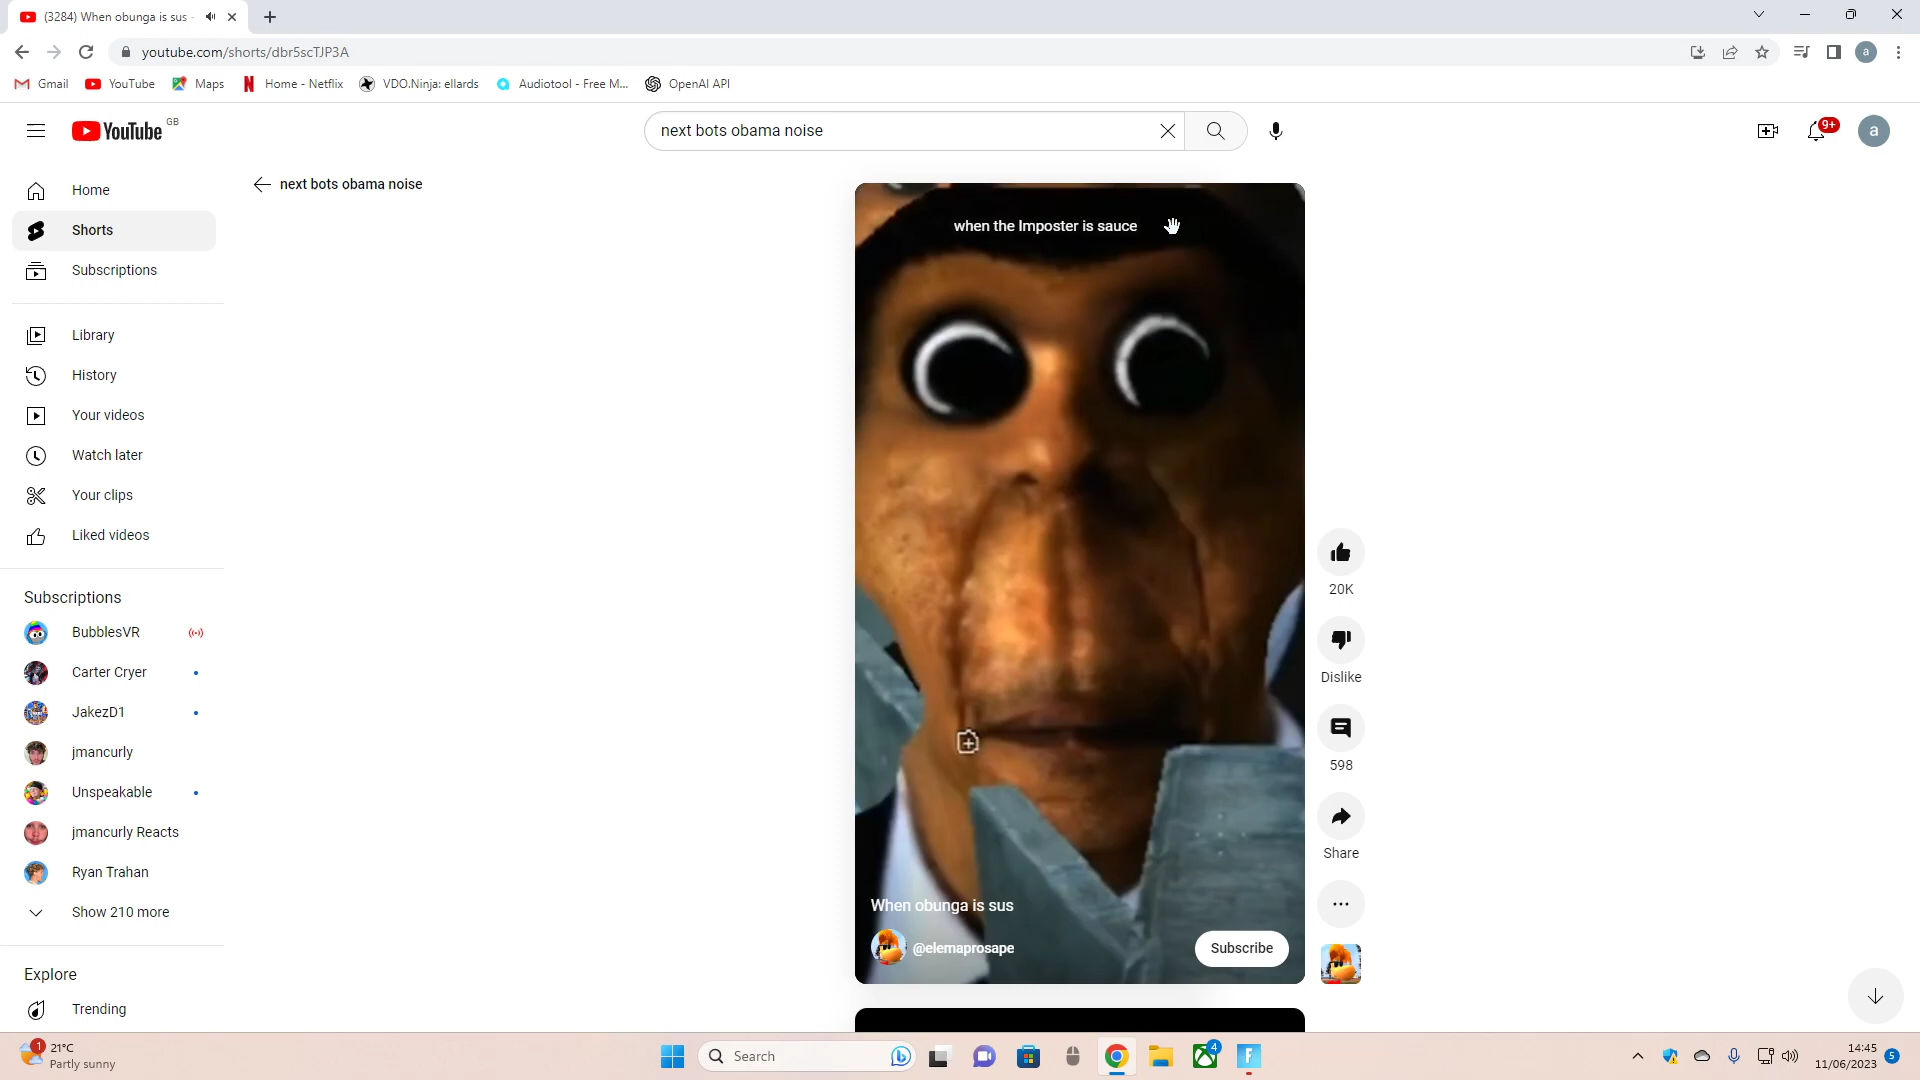 (3284) When obunga is sus -
youtube.com/shorts/dbr5scTJP3A
a
Gmail
YouTube
Maps
Home - Netflix
VDO.Ninja: ellards
Audiotool - Free M...
OpenAI API
YouTube GB
next bots obama noise
9+
a
Home
Shorts
Subscriptions
Library
History
Your videos
Watch later
Your clips
Liked videos
Subscriptions
BubblesVR
Carter Cryer
JakezD1
jmancurly
Unspeakable
jmancurly Reacts
Ryan Trahan
Show 210 more
Explore
Trending
next bots obama noise
when the Imposter is sauce
When obunga is sus
@elemaprosape
Subscribe
20K
Dislike
598
Share
1
21°C
Partly sunny
Search
4
F
14:45
11/06/2023
5